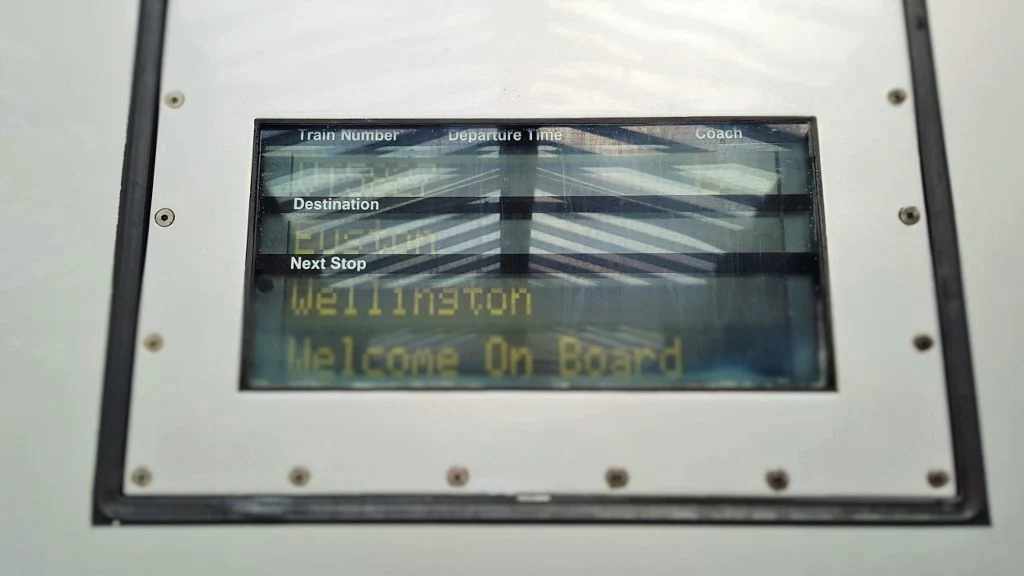 Train Number Departure Time Coach
Destination
Euston
Next Stop
Wellington
Welcome On Board